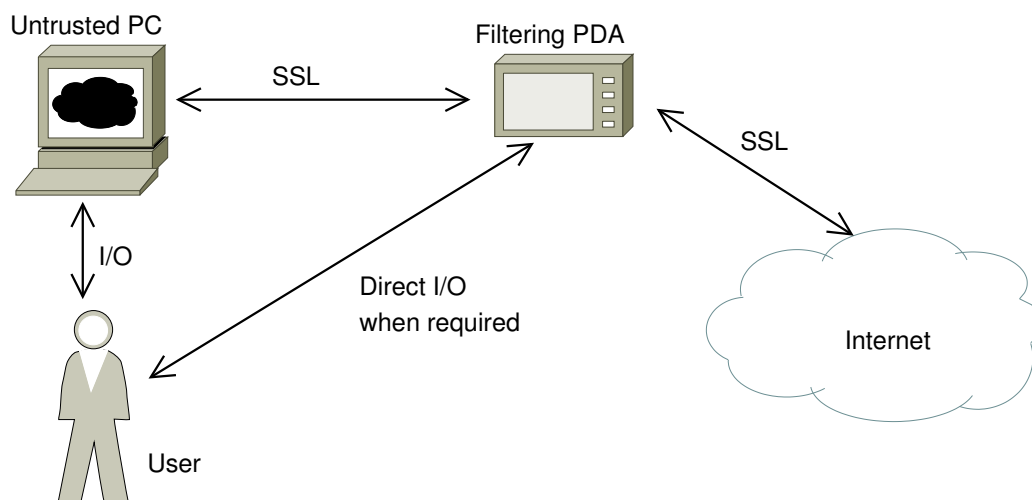 Untrusted PC
Filtering PDA
SSL
SSL
I/O
Direct I/O
when required
Internet
User